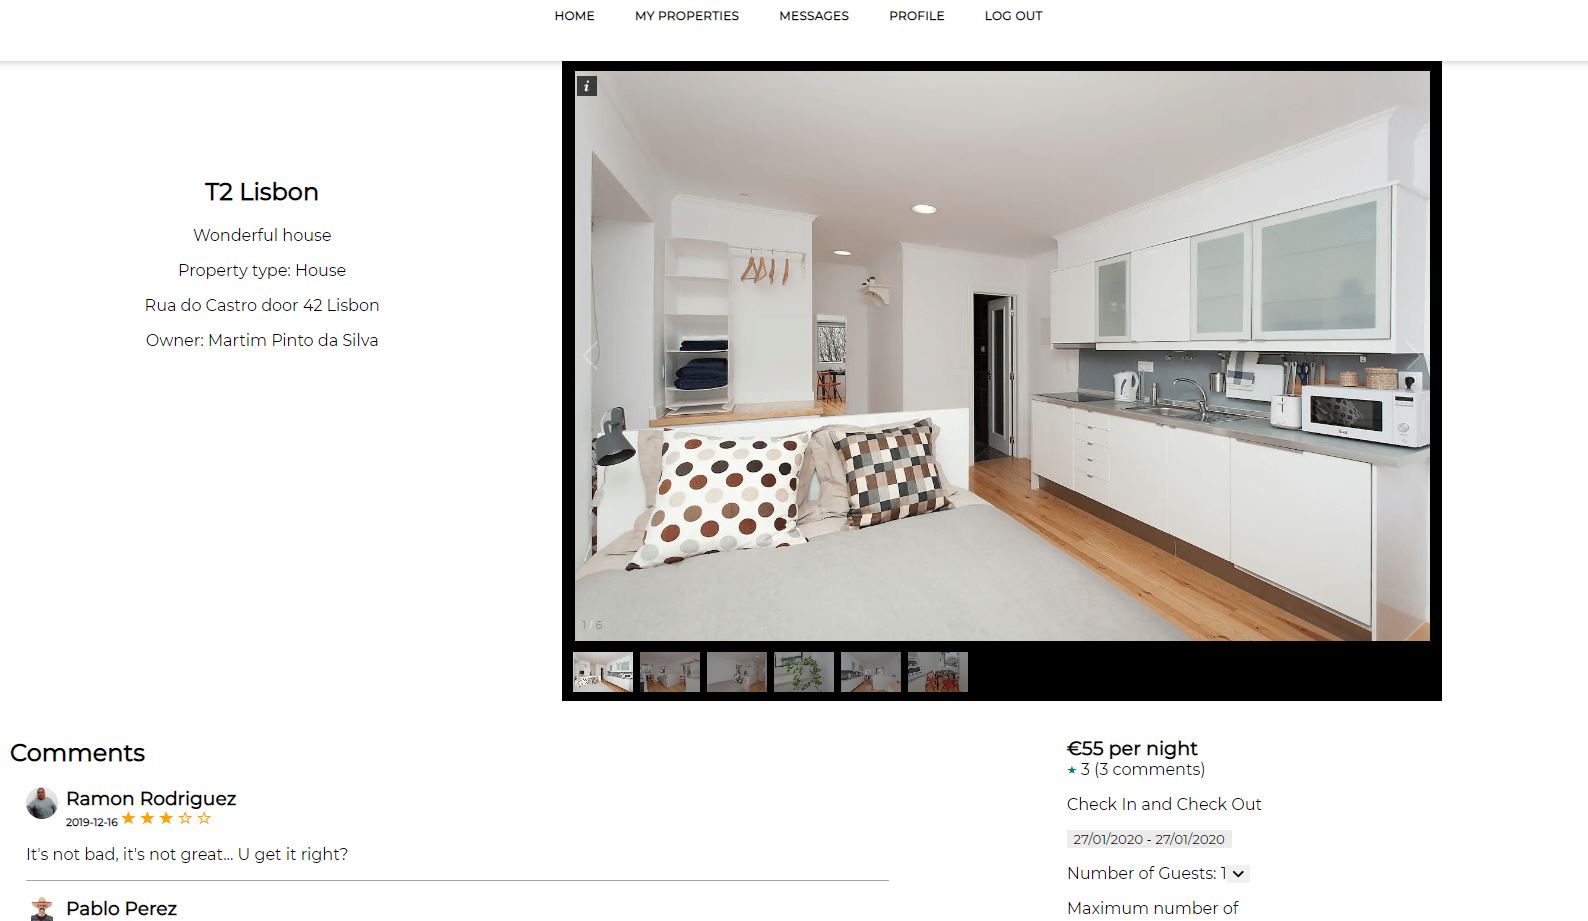 HOME MY PROPERTIES MESSAGES PROFILE LOG OUT
i
T2 Lisbon
Wonderful house
Property type: House
Rua do Castro door 42 Lisbon
Owner: Martim Pinto da Silva
1 / 6
Comments
Ramon Rodriguez
2019-12-16
It's not bad, it's not great... U get it right?
Pablo Perez
€55 per night
3 (3 comments)
Check In and Check Out
27/01/2020 - 27/01/2020
Number of Guests: 1
Maximum number of